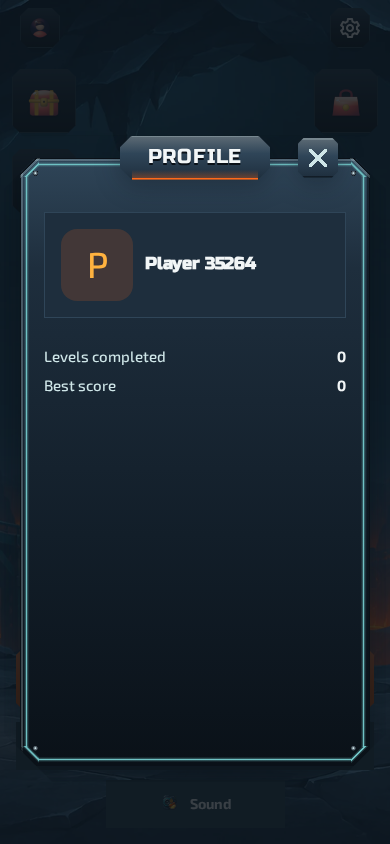 PROFILE
P
Player 35264
Levels completed 0
Best score 0
Sound